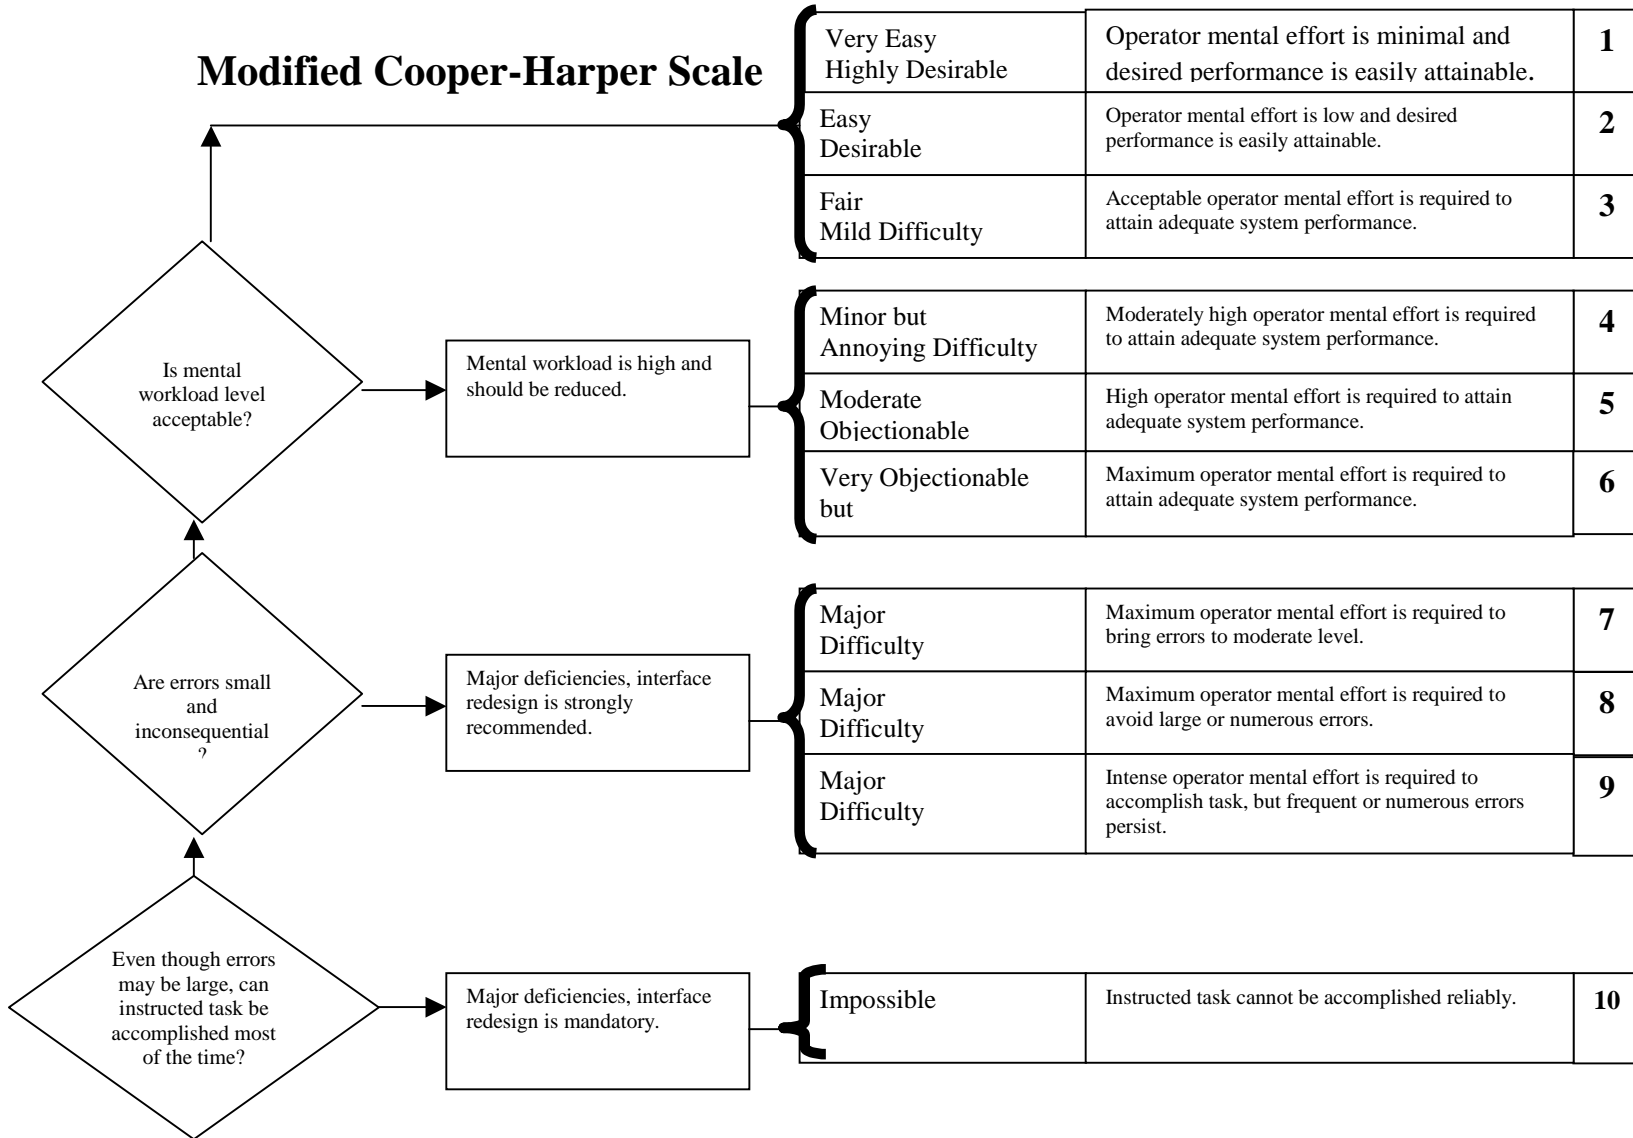 Modified Cooper-Harper Scale
Very Easy
Highly Desirable
Operator mental effort is minimal and
desired performance is easily attainable.
1
Easy
Desirable
Operator mental effort is low and desired
performance is easily attainable.
2
Fair
Mild Difficulty
Acceptable operator mental effort is required to
attain adequate system performance.
3
Is mental
workload level
acceptable?
Mental workload is high and
should be reduced.
Minor but
Annoying Difficulty
Moderately high operator mental effort is required
to attain adequate system performance.
4
Moderate
Objectionable
High operator mental effort is required to attain
adequate system performance.
5
Very Objectionable
but
Maximum operator mental effort is required to
attain adequate system performance.
6
Are errors small
and
inconsequential
?
Major deficiencies, interface
redesign is strongly
recommended.
Major
Difficulty
Maximum operator mental effort is required to
bring errors to moderate level.
7
Major
Difficulty
Maximum operator mental effort is required to
avoid large or numerous errors.
8
Major
Difficulty
Intense operator mental effort is required to
accomplish task, but frequent or numerous errors
persist.
9
Even though errors
may be large, can
instructed task be
accomplished most
of the time?
Major deficiencies, interface
redesign is mandatory.
Impossible
Instructed task cannot be accomplished reliably.
10